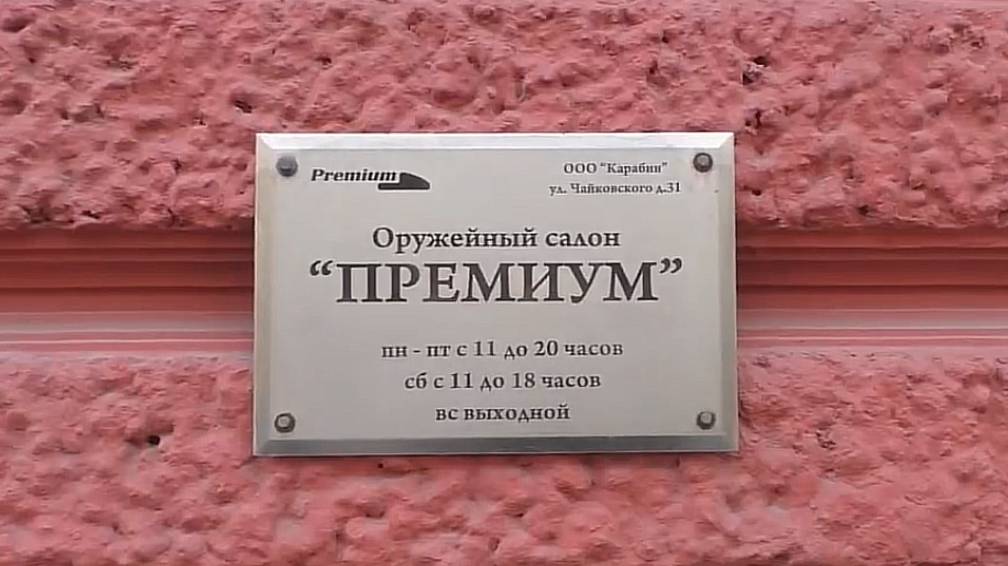 Premium
ООО "Карабин"
ул. Чайковского д.31
Оружейный салон
“ПРЕМИУМ”
пн - пт с 11 до 20 часов
сб с 11 до 18 часов
вс выходной